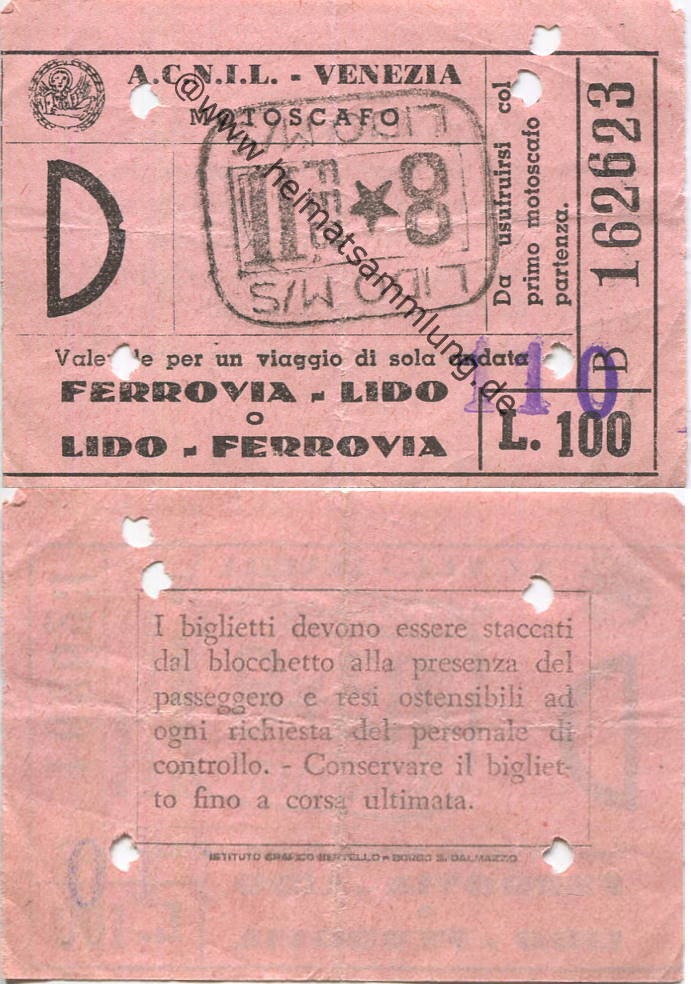 A.C.N.I.L. - VENEZIA
MOTOSCAFO
D
LIDO M/S
8 ★
LIDO M/S
Da usufruirsi col
primo motoscafo o
partenza.
162623
B
Valevole per un viaggio di sola andata
FERROVIA - LIDO
O
LIDO - FERROVIA
110
L. 100
@www.heimatsammlung.de
I biglietti devono essere staccati
dal blocchetto alla presenza del
passeggero e resi ostensibili ad
ogni richiesta del personale di
controllo. - Conservare il bigliet-
to fino a corsa ultimata.
ISTITUTO GRAFICO BERTELLO - BORGO S. DALMAZZO